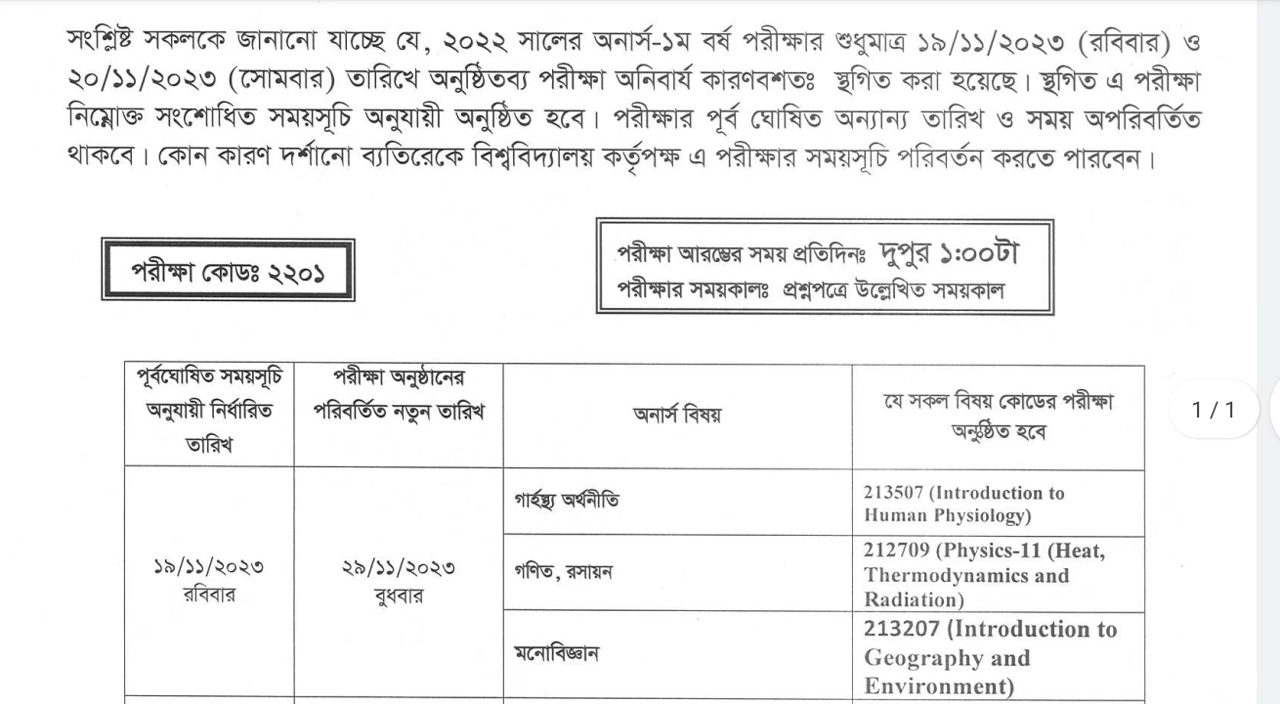 সংশ্লিষ্ট সকলকে জানানো যাচ্ছে যে, ২০২২ সালের অনার্স-১ম বর্ষ পরীক্ষার শুধুমাত্র ১৯/১১/২০২৩ (রবিবার) ও
২০/১১/২০২৩ (সোমবার) তারিখে অনুষ্ঠিতব্য পরীক্ষা অনিবার্য কারণবশতঃ স্থগিত করা হয়েছে। স্থগিত এ পরীক্ষা
নিম্নোক্ত সংশোধিত সময়সূচি অনুযায়ী অনুষ্ঠিত হবে। পরীক্ষার পূর্ব ঘোষিত অন্যান্য তারিখ ও সময় অপরিবর্তিত
থাকবে। কোন কারণ দর্শানো ব্যতিরেকে বিশ্ববিদ্যালয় কর্তৃপক্ষ এ পরীক্ষার সময়সূচি পরিবর্তন করতে পারবেন।
পরীক্ষা কোডঃ ২২০১
পরীক্ষা আরম্ভের সময় প্রতিদিনঃ দুপুর ১:০০টা
পরীক্ষার সময়কালঃ প্রশ্নপত্রে উল্লেখিত সময়কাল
পূর্বঘোষিত সময়সূচি
অনুযায়ী নির্ধারিত
তারিখ
পরীক্ষা অনুষ্ঠানের
পরিবর্তিত নতুন তারিখ
অনার্স বিষয়
যে সকল বিষয় কোডের পরীক্ষা
অনুষ্ঠিত হবে
1 / 1
১৯/১১/২০২৩
রবিবার
২৯/১১/২০২৩
বুধবার
গার্হস্থ্য অর্থনীতি
213507 (Introduction to
Human Physiology)
গণিত, রসায়ন
212709 (Physics-11 (Heat,
Thermodynamics and
Radiation)
মনোবিজ্ঞান
213207 (Introduction to
Geography and
Environment)